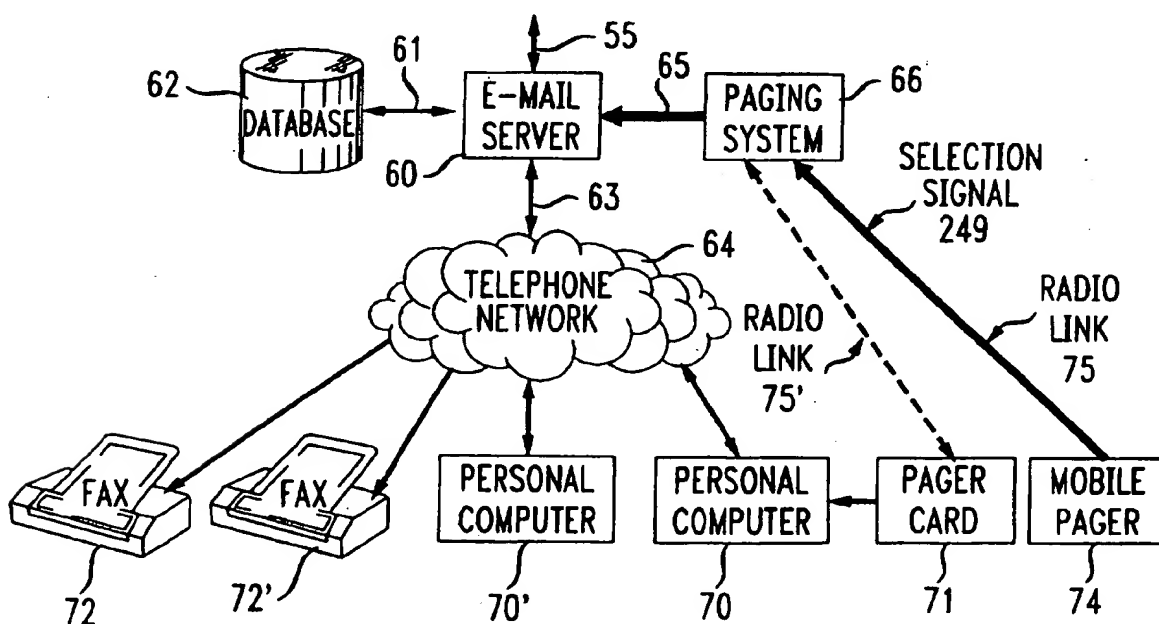 55
62
DATABASE
61
E-MAIL
SERVER
60
65
PAGING
SYSTEM
66
SELECTION
SIGNAL
249
63
64
TELEPHONE
NETWORK
RADIO
LINK
75'
RADIO
LINK
75
FAX
72
FAX
72'
PERSONAL
COMPUTER
70'
PERSONAL
COMPUTER
70
PAGER
CARD
71
MOBILE
PAGER
74